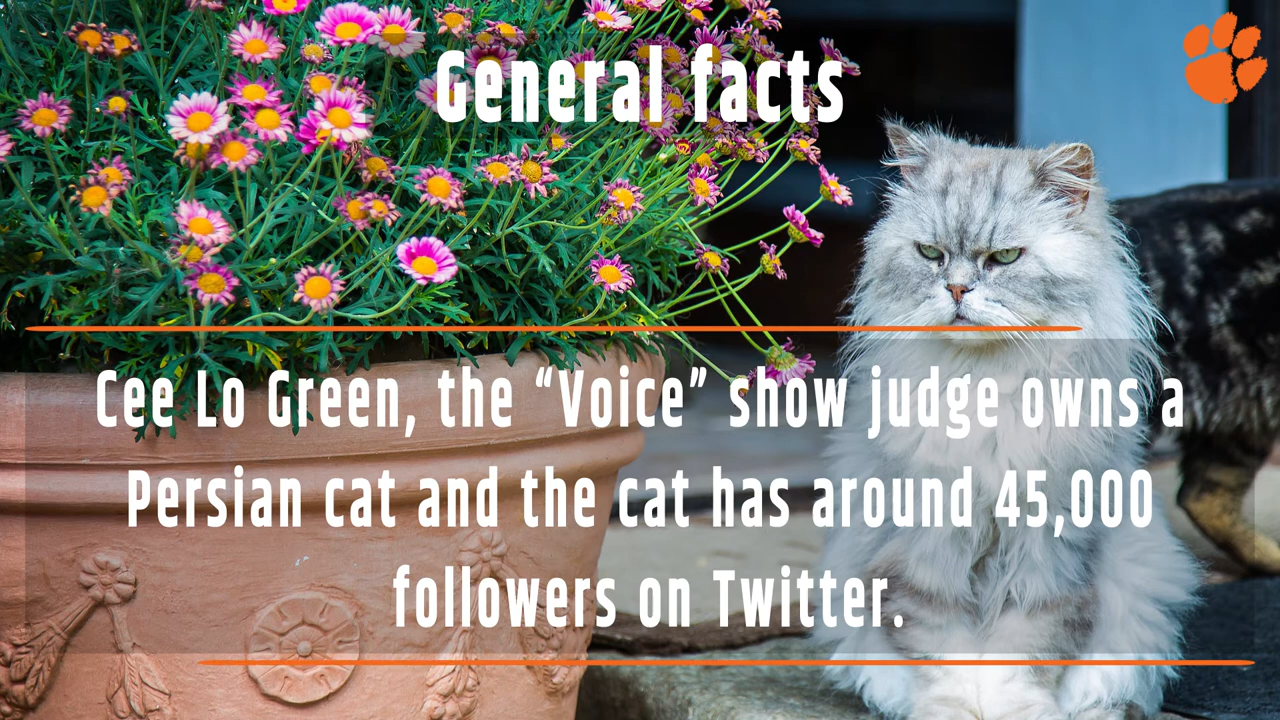 General facts
Cee Lo Green, the “Voice” show judge owns a
Persian cat and the cat has around 45,000
followers on Twitter.